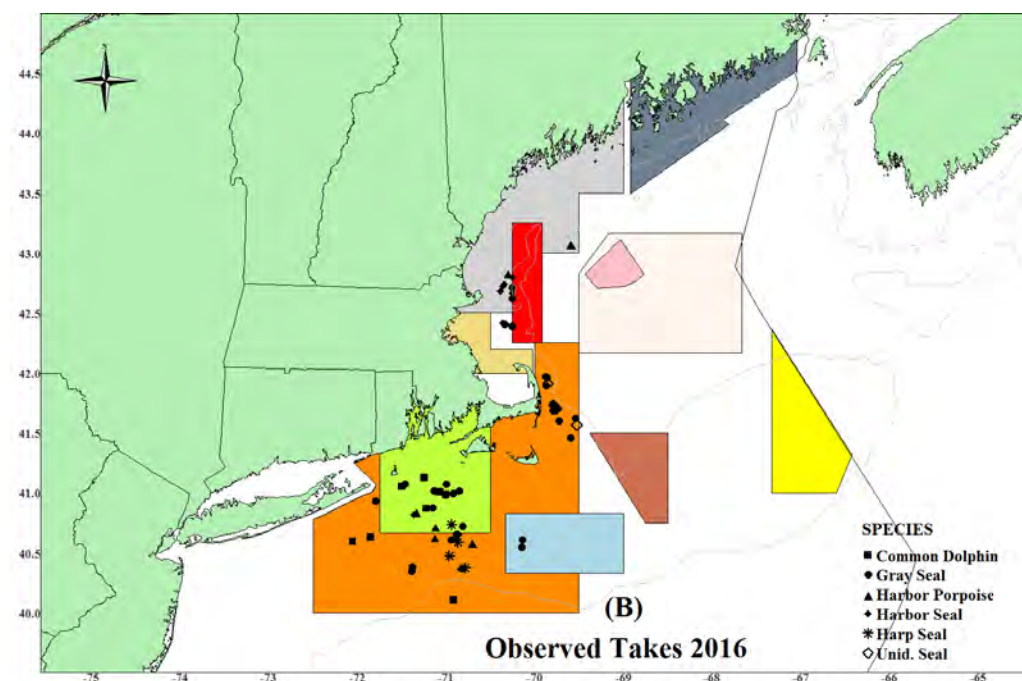 44.5
44.0
43.5
43.0
42.5
42.0
41.5
41.0
40.5
40.0
SPECIES
Common Dolphin
Gray Seal
Harbor Porpoise
Harbor Seal
Harp Seal
Unid. Seal
(B)
Observed Takes 2016
-75 -74 -73 -72 -71 -70 -69 -68 -67 -66 -65